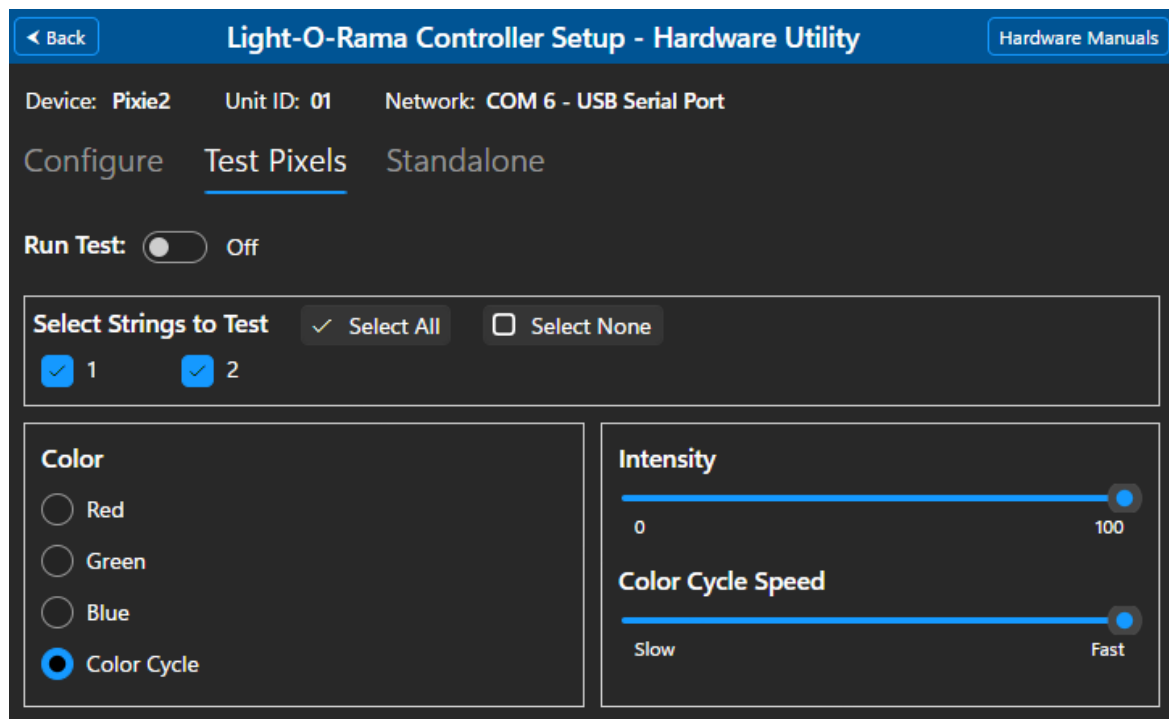 Back Light-O-Rama Controller Setup - Hardware Utility Hardware Manuals
Device: Pixie2 Unit ID: 01 Network: COM 6 - USB Serial Port
Configure Test Pixels Standalone
Run Test: Off
Select Strings to Test Select All Select None
1 2
Color
Red
Green
Blue
Color Cycle
Intensity
0 100
Color Cycle Speed
Slow Fast